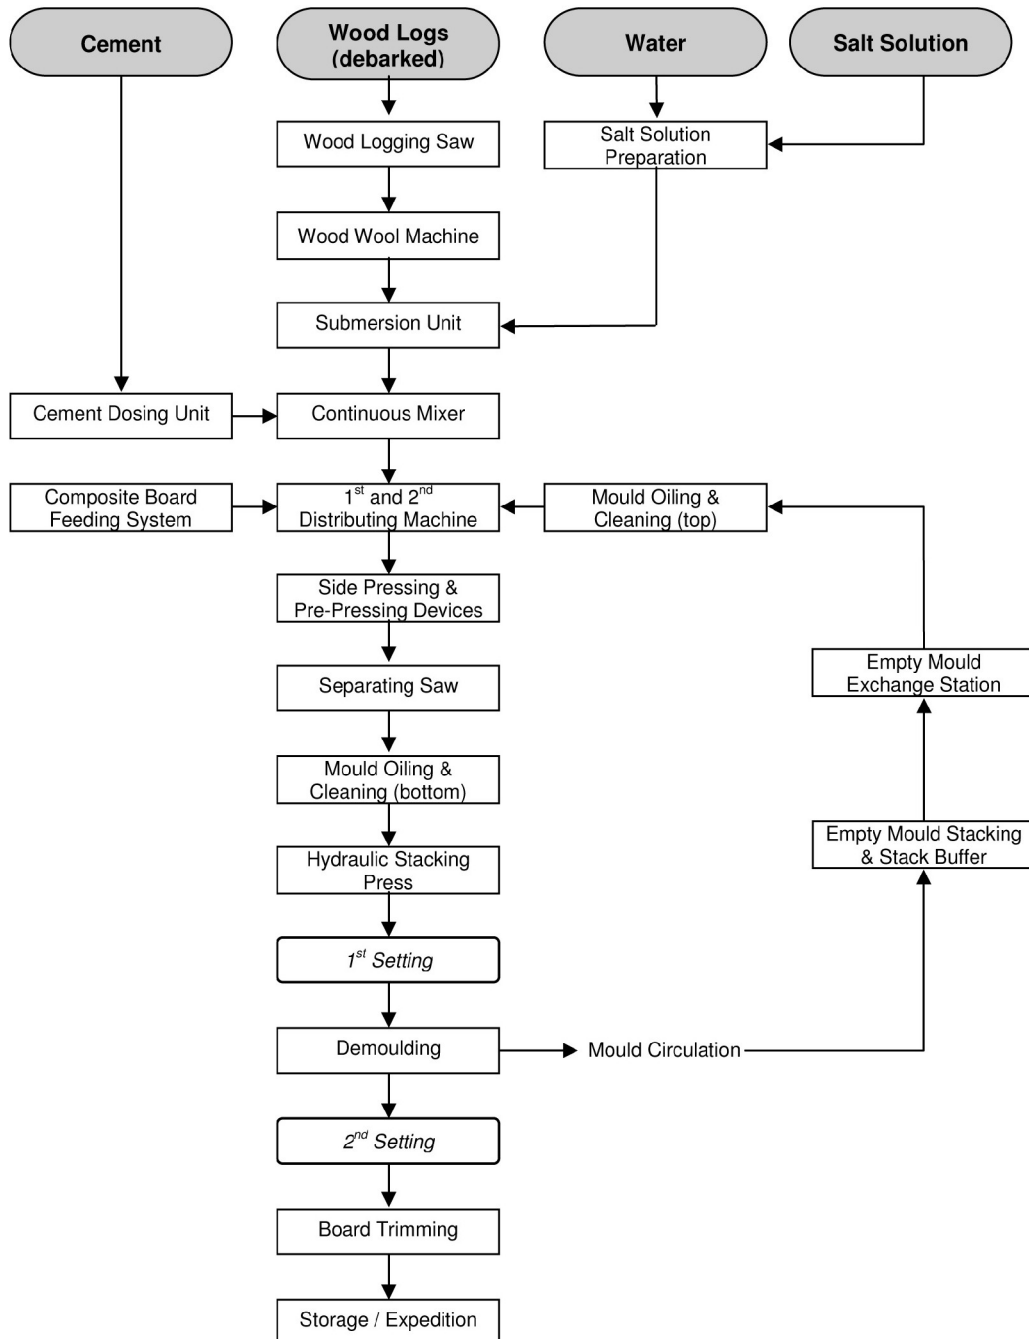 Cement
Wood Logs
(debarked)
Water
Salt Solution
Wood Logging Saw
Salt Solution
Preparation
Wood Wool Machine
Submersion Unit
Cement Dosing Unit
Continuous Mixer
Composite Board
Feeding System
1st and 2nd
Distributing Machine
Mould Oiling &
Cleaning (top)
Side Pressing &
Pre-Pressing Devices
Empty Mould
Exchange Station
Separating Saw
Mould Oiling &
Cleaning (bottom)
Empty Mould Stacking
& Stack Buffer
Hydraulic Stacking
Press
1st Setting
Demoulding
Mould Circulation
2nd Setting
Board Trimming
Storage / Expedition